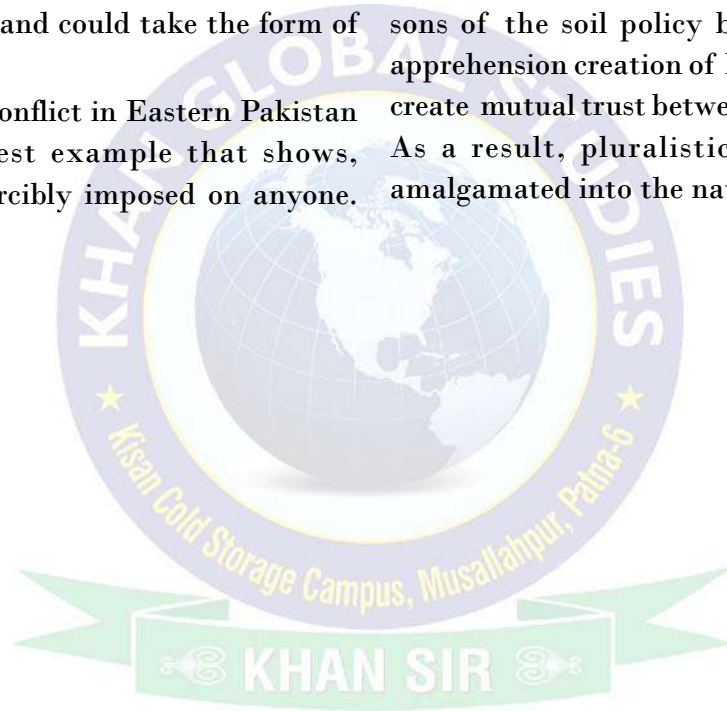 and could take the form of
onflict in Eastern Pakistan
est example that shows,
rcibly imposed on anyone.
sons of the soil policy b
apprehension creation of
create mutual trust betwe
As a result, pluralistic
amalgamated into the na
KHAN GLOBAL STUDIES
Kisan Cold Storage Campus, Musallahpur, Patna-6
KHAN SIR